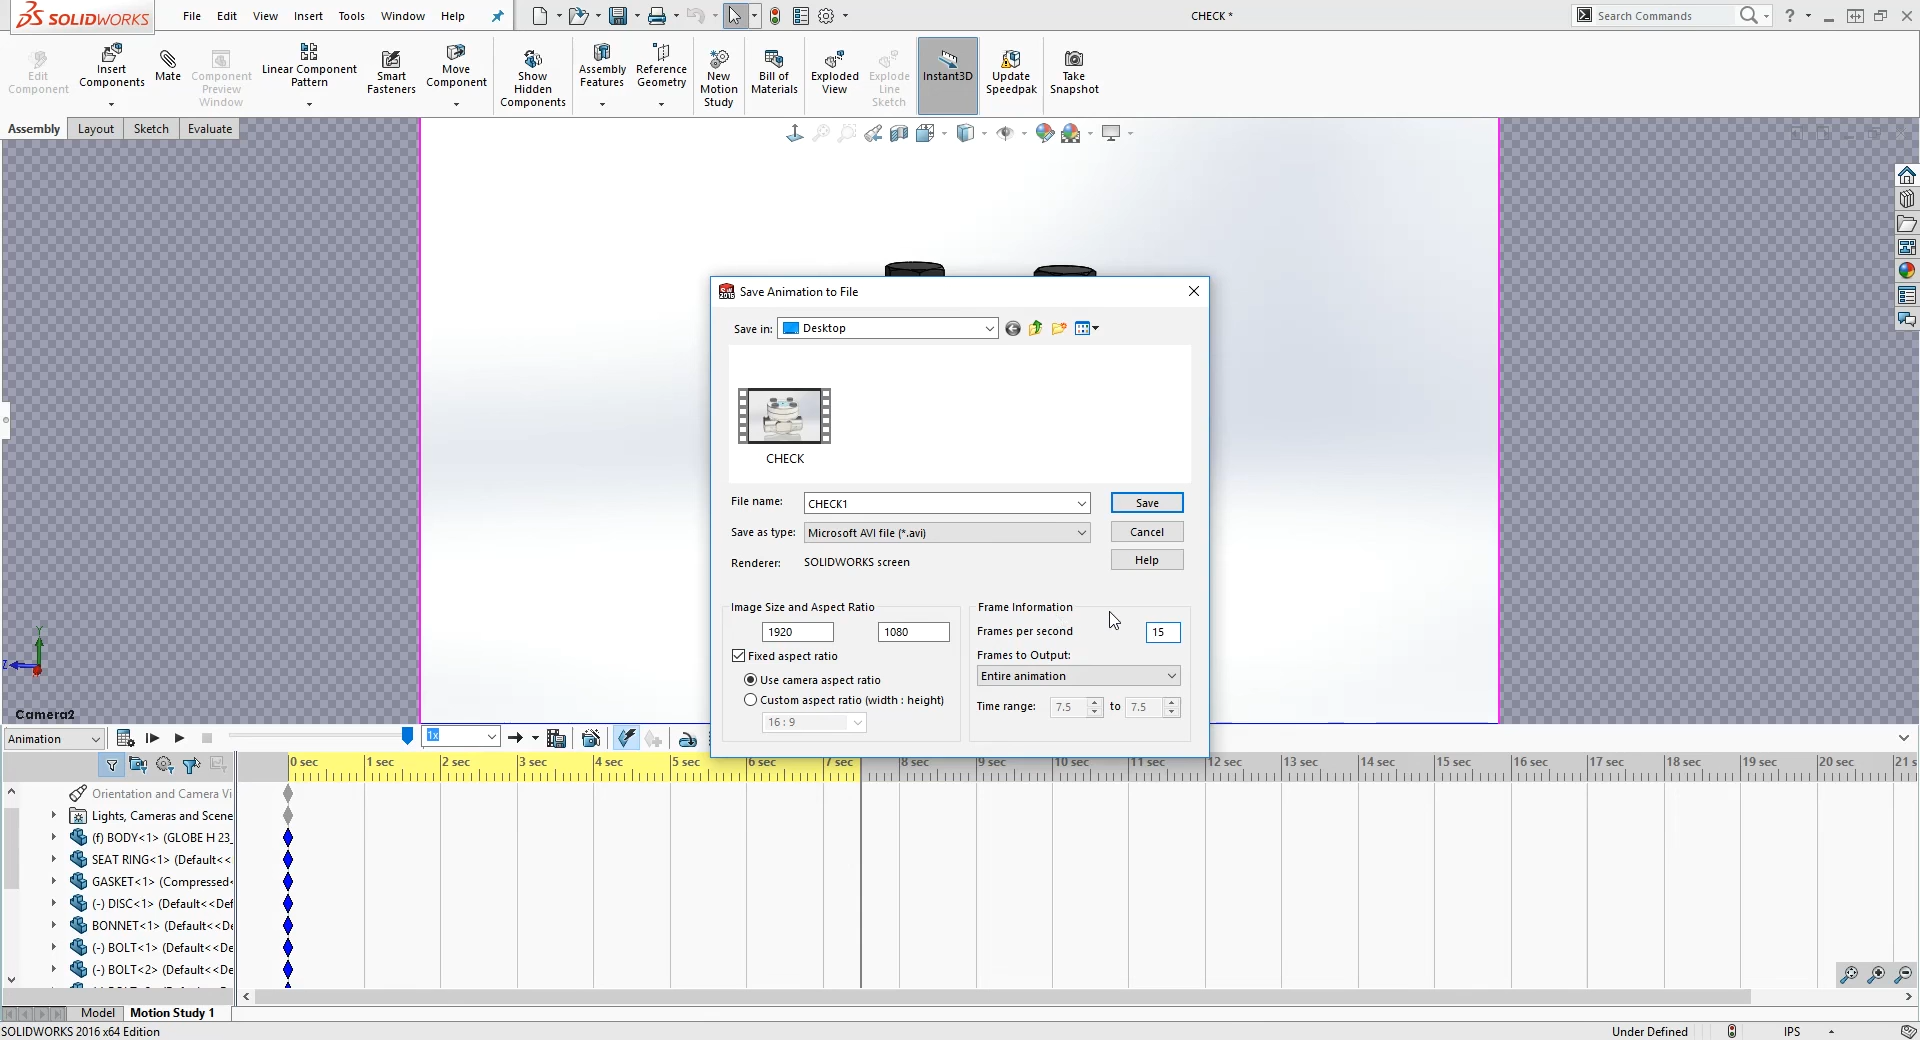 SOLIDWORKS File Edit View Insert Tools Window Help CHECK * Search Commands
Edit Component
Insert Components
Mate
Component Preview Window
Linear Component Pattern
Smart Fasteners
Move Component
Show Hidden Components
Assembly Features
Reference Geometry
New Motion Study
Bill of Materials
Exploded View
Explode Line Sketch
Instant3D
Update Speedpak
Take Snapshot
Assembly Layout Sketch Evaluate
Save Animation to File
Save in: Desktop
CHECK
File name: CHECK1 Save
Save as type: Microsoft AVI file (*.avi) Cancel
Renderer: SOLIDWORKS screen Help
Image Size and Aspect Ratio
1920 1080
Fixed aspect ratio
Use camera aspect ratio
Custom aspect ratio (width : height)
16 : 9
Frame Information
Frames per second 15
Frames to Output:
Entire animation
Time range: 7.5 to 7.5
Y
Z
Camera2
Animation 1x
0 sec 1 sec 2 sec 3 sec 4 sec 5 sec 6 sec 7 sec 8 sec 9 sec 10 sec 11 sec 12 sec 13 sec 14 sec 15 sec 16 sec 17 sec 18 sec 19 sec 20 sec 21 s
Orientation and Camera Vi
Lights, Cameras and Scene
(f) BODY<1> (GLOBE H 23_
SEAT RING<1> (Default<<
GASKET<1> (Compressed<
(-) DISC<1> (Default<<Def
BONNET<1> (Default<<De
(-) BOLT<1> (Default<<De
(-) BOLT<2> (Default<<De
Model Motion Study 1
SOLIDWORKS 2016 x64 Edition Under Defined IPS